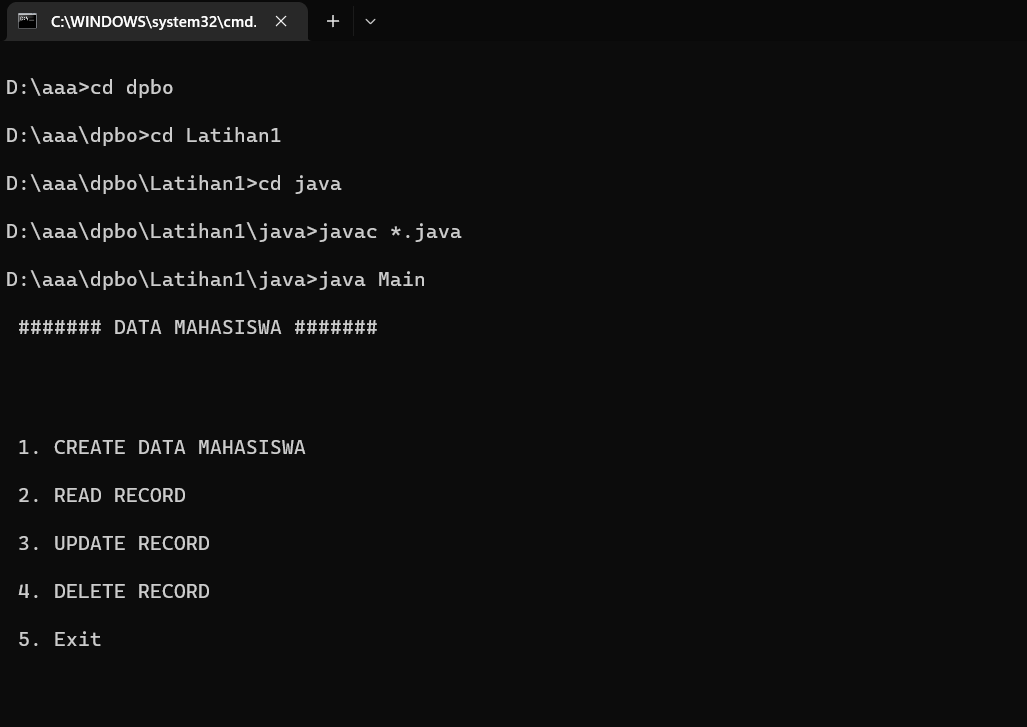 C:\WINDOWS\system32\cmd.
D:\aaa>cd dpbo
D:\aaa\dpbo>cd Latihan1
D:\aaa\dpbo\Latihan1>cd java
D:\aaa\dpbo\Latihan1\java>javac *.java
D:\aaa\dpbo\Latihan1\java>java Main
####### DATA MAHASISWA #######
1. CREATE DATA MAHASISWA
2. READ RECORD
3. UPDATE RECORD
4. DELETE RECORD
5. Exit